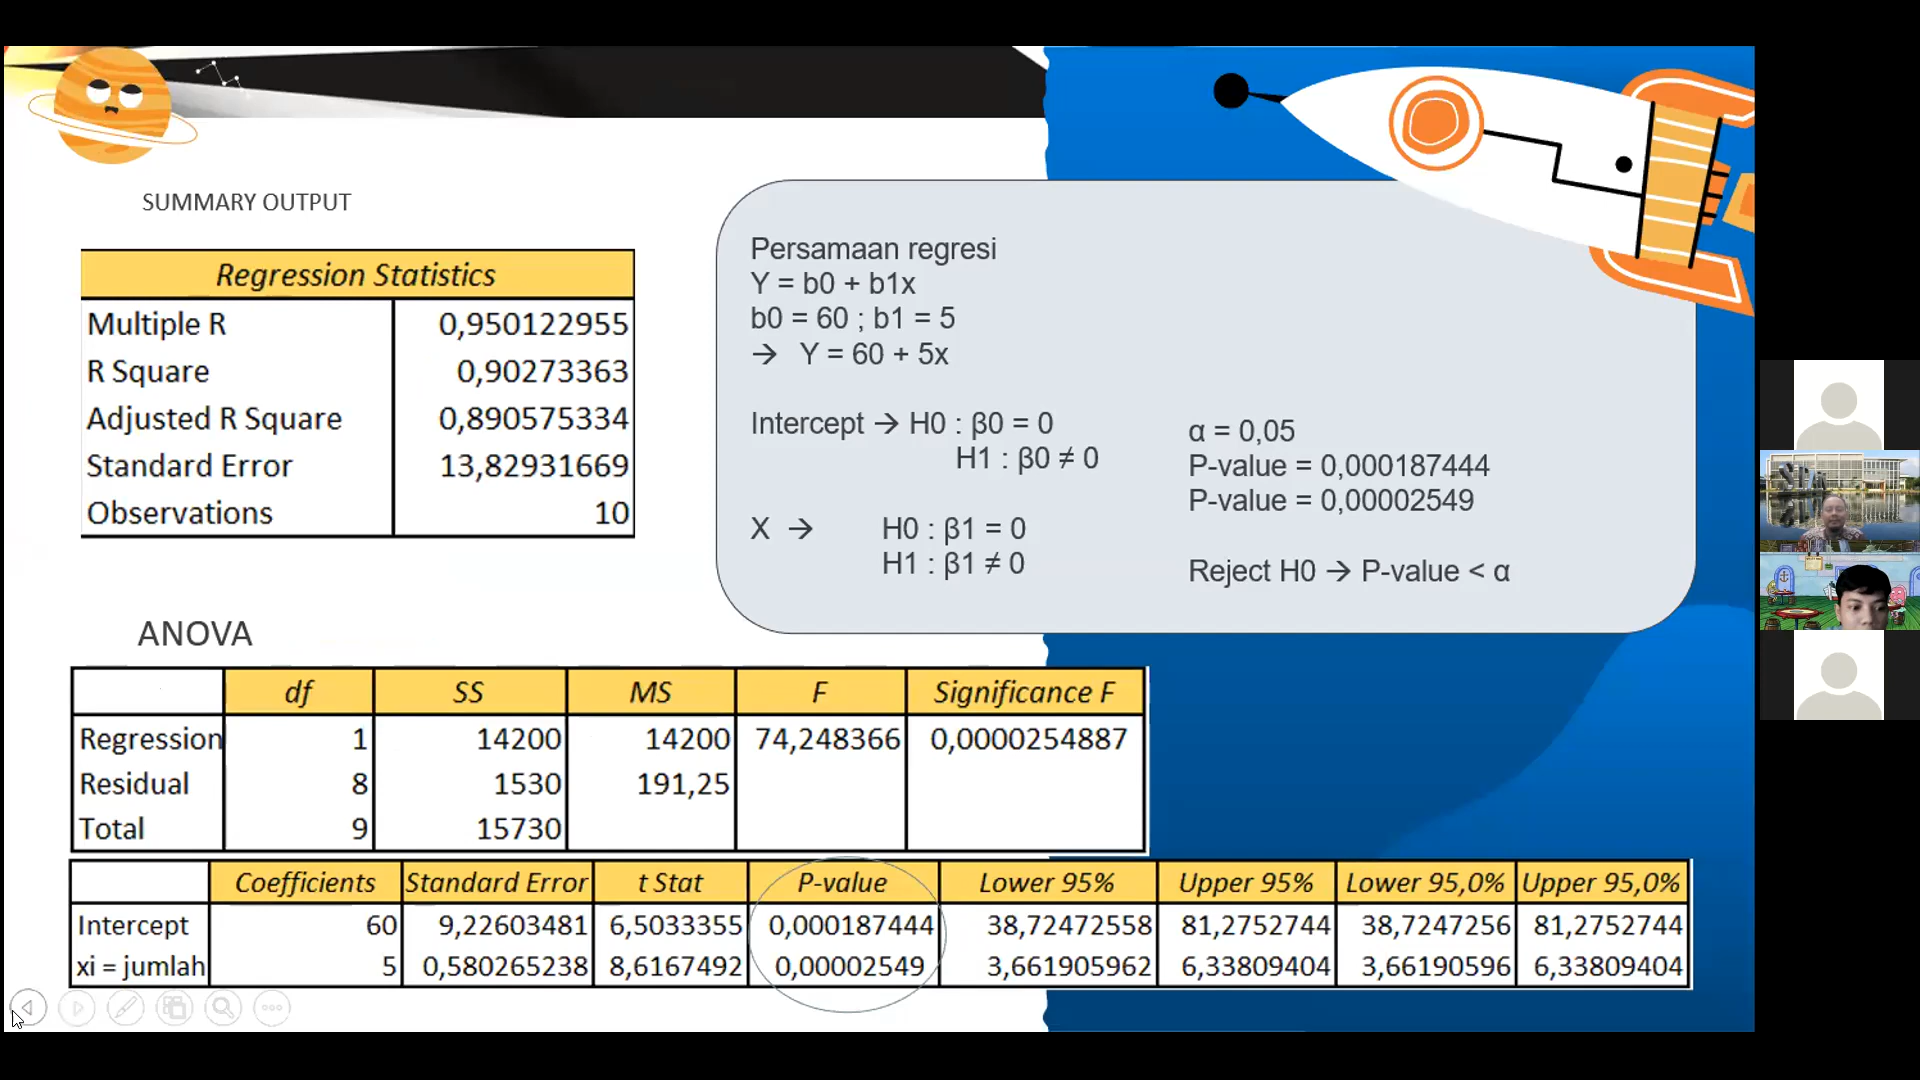 SUMMARY OUTPUT
Regression Statistics
Multiple R 0,950122955
R Square 0,90273363
Adjusted R Square 0,890575334
Standard Error 13,82931669
Observations 10
Persamaan regresi
Y = b0 + b1x
b0 = 60 ; b1 = 5
→ Y = 60 + 5x
Intercept → H0 : β0 = 0
H1 : β0 ≠ 0
X → H0 : β1 = 0
H1 : β1 ≠ 0
α = 0,05
P-value = 0,000187444
P-value = 0,00002549
Reject H0 → P-value < α
ANOVA
df SS MS F Significance F
Regression 1 14200 14200 74,248366 0,0000254887
Residual 8 1530 191,25
Total 9 15730
Coefficients Standard Error t Stat P-value Lower 95% Upper 95% Lower 95,0% Upper 95,0%
Intercept 60 9,22603481 6,5033355 0,000187444 38,72472558 81,2752744 38,7247256 81,2752744
xi = jumlah 5 0,580265238 8,6167492 0,00002549 3,661905962 6,33809404 3,66190596 6,33809404